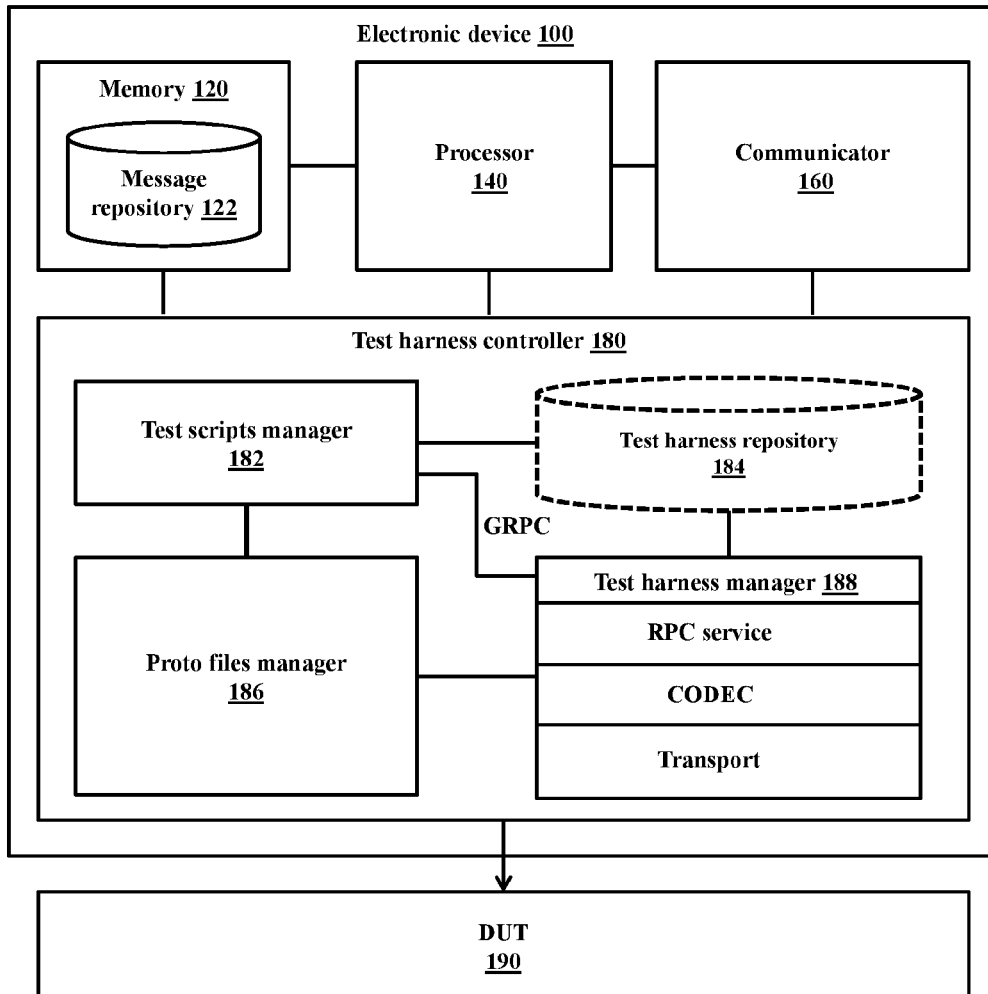 Electronic device 100
Memory 120
Message
repository 122
Processor
140
Communicator
160
Test harness controller 180
Test scripts manager
182
Test harness repository
184
GRPC
Proto files manager
186
Test harness manager 188
RPC service
CODEC
Transport
DUT
190